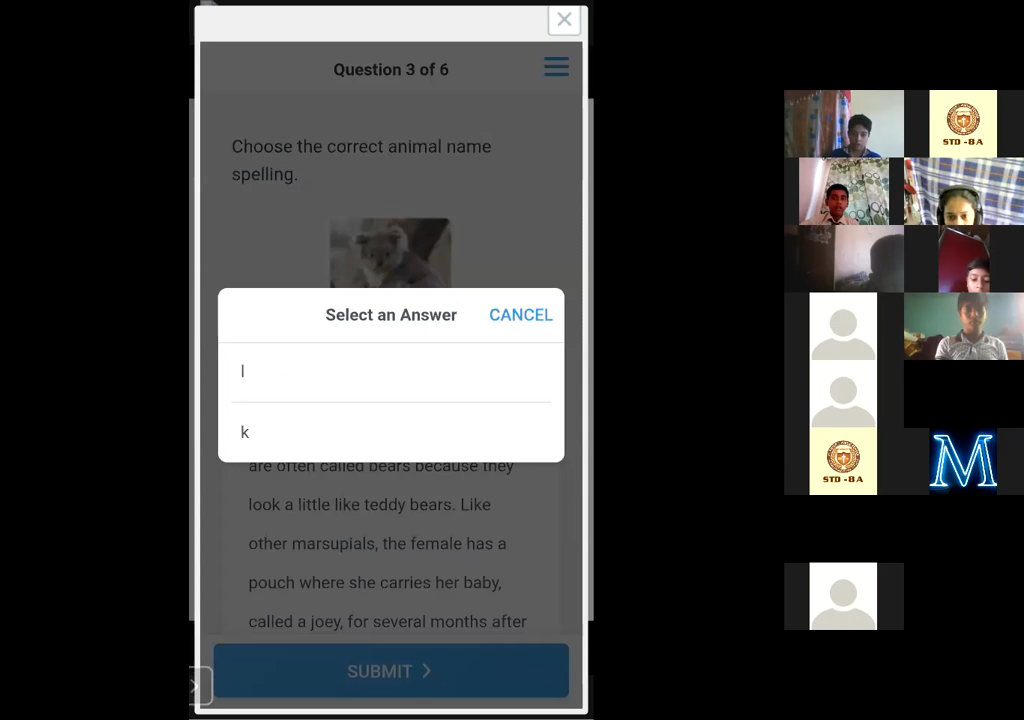 Question 3 of 6
Choose the correct animal name
spelling.
Select an Answer CANCEL
l
k
are often called bears because they
look a little like teddy bears. Like
other marsupials, the female has a
pouch where she carries her baby,
called a joey, for several months after
SUBMIT
STD -8A
STD -8A
M